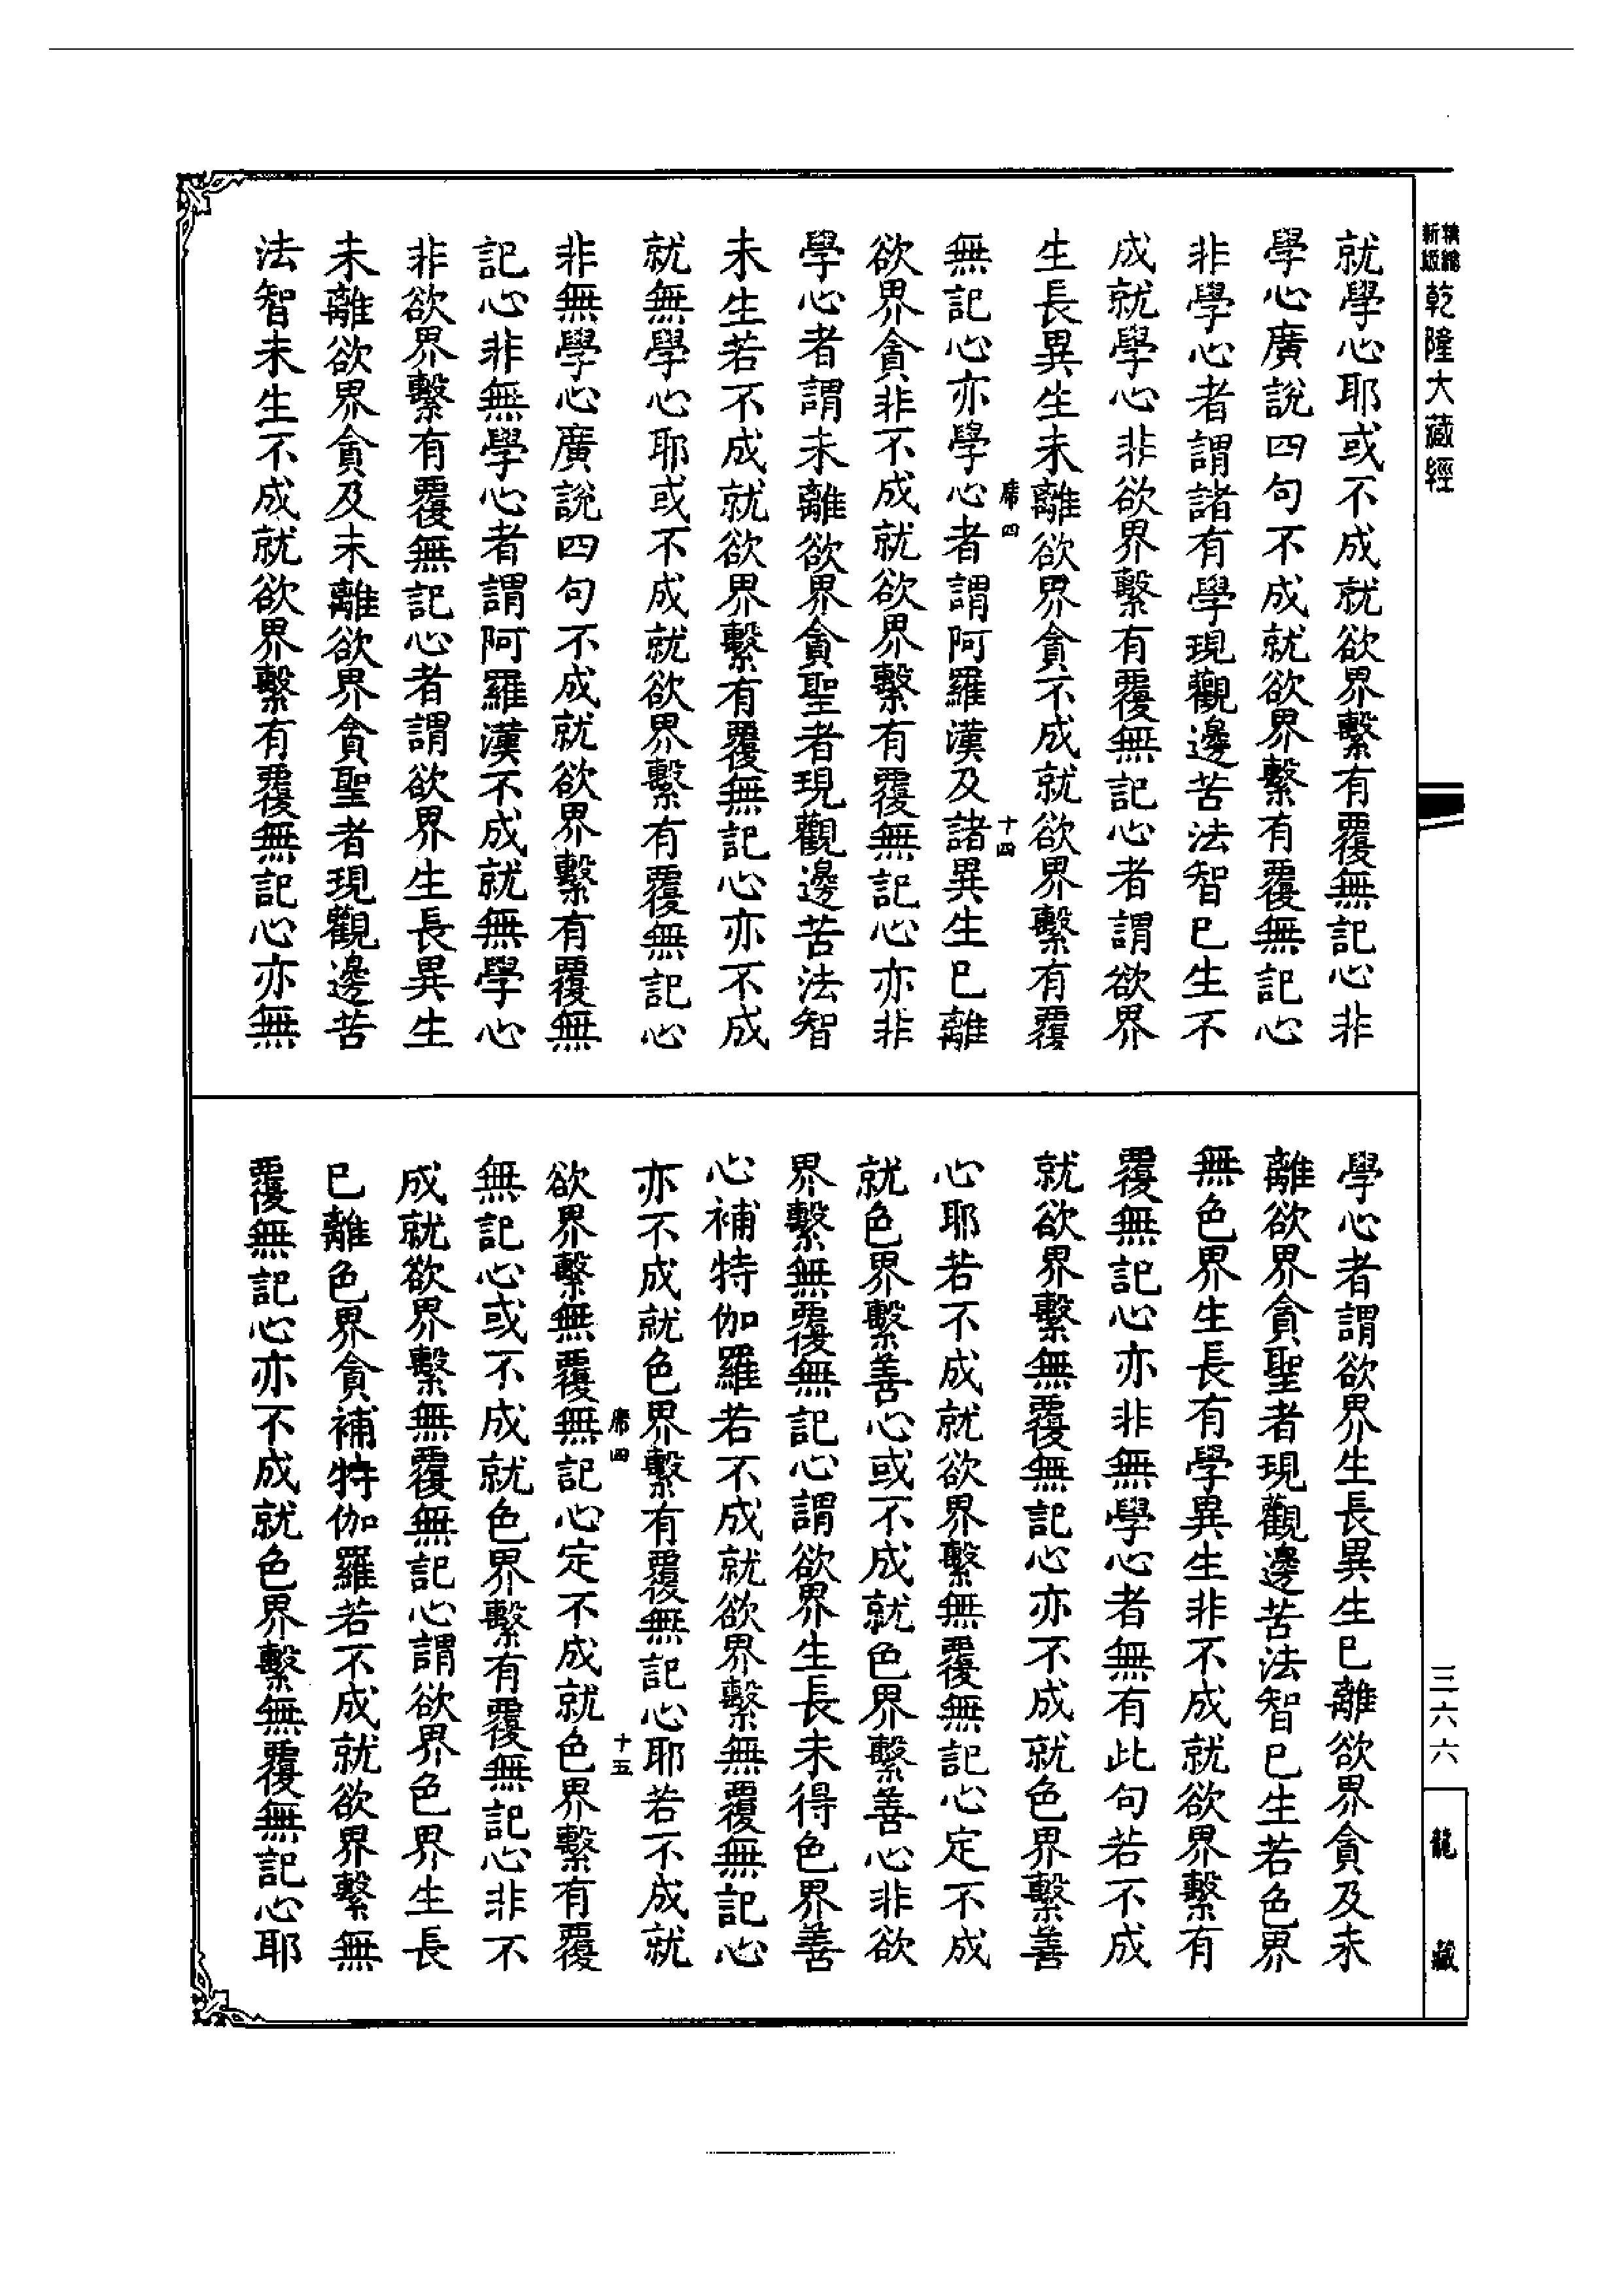 新編
縮版
乾隆大藏經
就學心耶或不成就欲界繫有覆無記心非
學心廣說四句不成就欲界繫有覆無記心
非學心者謂諸有學現觀邊苦法智已生不
成就學心非欲界繫有覆無記心者謂欲界
生長異生未離欲界貪不成就欲界繫有覆
席四
十四
無記心亦學心者謂阿羅漢及諸異生已離
欲界貪非不成就欲界繫有覆無記心亦非
學心者謂未離欲界貪聖者現觀邊苦法智
未生若不成就欲界繫有覆無記心亦不成
就無學心耶或不成就欲界繫有覆無記心
非無學心廣說四句不成就欲界繫有覆無
記心非無學心者謂阿羅漢不成就無學心
非欲界繫有覆無記心者謂欲界生長異生
未離欲界貪及未離欲界貪聖者現觀邊苦
法智未生不成就欲界繫有覆無記心亦無
學心者謂欲界生長異生已離欲界貪及未
離欲界貪聖者現觀邊苦法智已生若色界
無色界生長有學異生非不成就欲界繫有
覆無記心亦非無學心者無有此句若不成
就欲界繫無覆無記心亦不成就色界繫善
心耶若不成就欲界繫無覆無記心定不成
就色界繫善心或不成就色界繫善心非欲
界繫無覆無記心謂欲界生長未得色界善
心補特伽羅若不成就欲界繫無覆無記心
亦不成就色界繫有覆無記心耶若不成就
席四
十五
欲界繫無覆無記心定不成就色界繫有覆
無記心或不成就色界繫有覆無記心非不
成就欲界繫無覆無記心謂欲界色界生長
已離色界貪補特伽羅若不成就欲界繫無
覆無記心亦不成就色界繫無覆無記心耶
三六六
龍藏